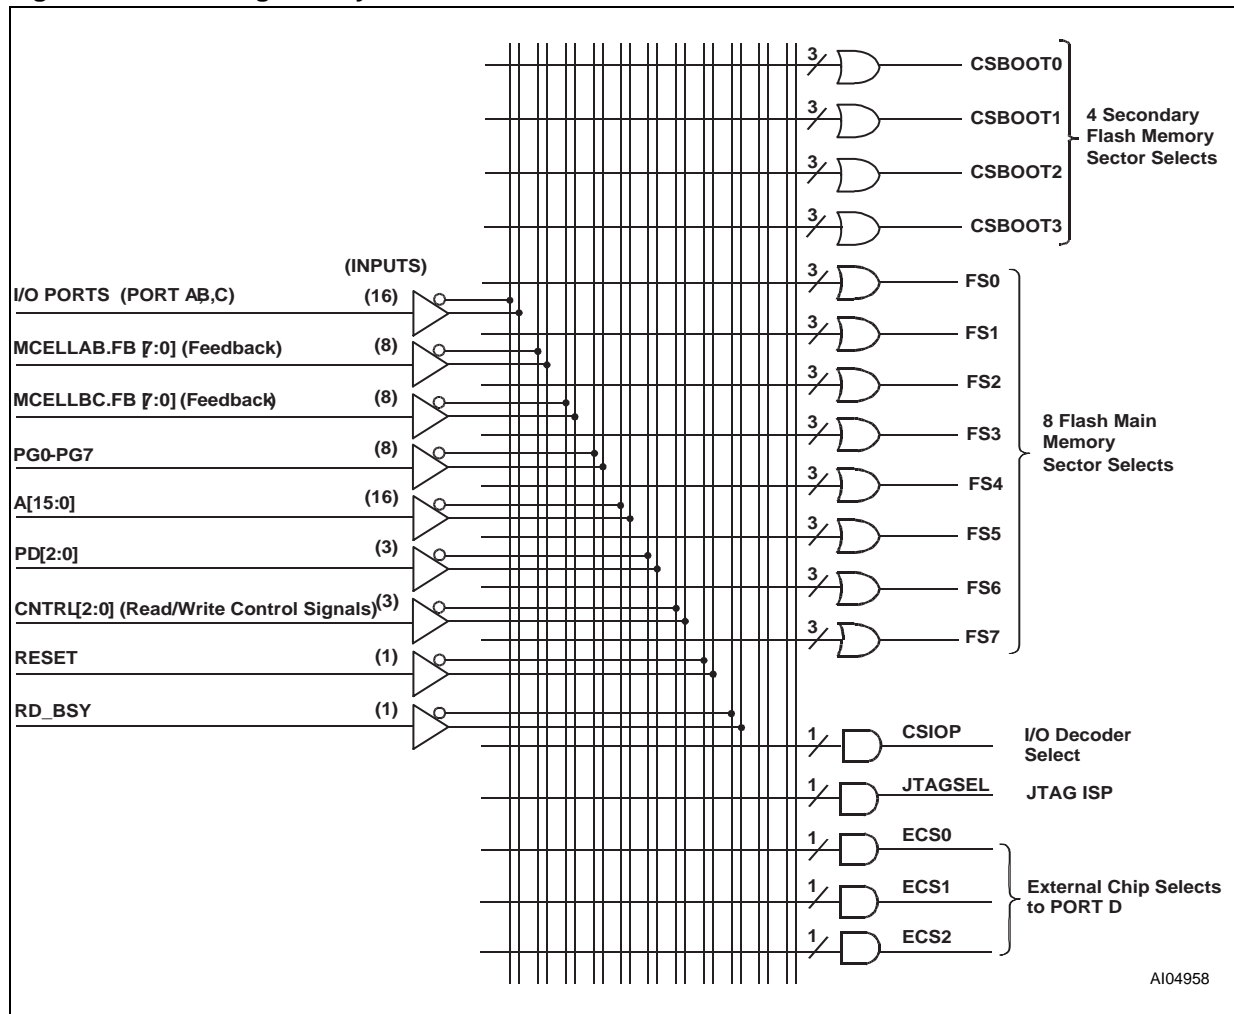 3 CSBOOT0
3 CSBOOT1
4 Secondary
Flash Memory
Sector Selects
3 CSBOOT2
3 CSBOOT3
(INPUTS)
I/O PORTS (PORT A,B,C) (16)
MCELLAB.FB [7:0] (Feedback) (8)
MCELLBC.FB [7:0] (Feedback) (8)
PG0-PG7 (8)
A[15:0] (16)
PD[2:0] (3)
CNTRL[2:0] (Read/Write Control Signals) (3)
RESET (1)
RD_BSY (1)
3 FS0
3 FS1
3 FS2
3 FS3
3 FS4
3 FS5
3 FS6
3 FS7
8 Flash Main
Memory
Sector Selects
1 CSIOP
I/O Decoder
Select
1 JTAGSEL
JTAG ISP
1 ECS0
1 ECS1
1 ECS2
External Chip Selects
to PORT D
AI04958